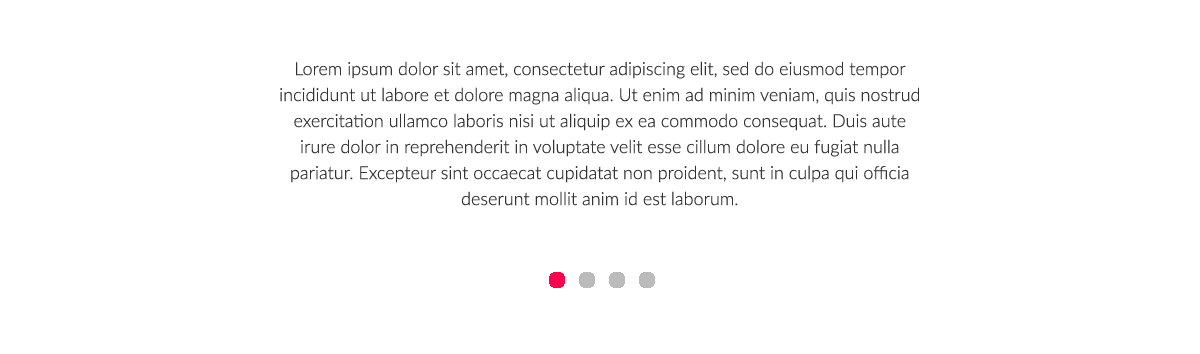 Lorem ipsum dolor sit amet, consectetur adipiscing elit, sed do eiusmod tempor
incididunt ut labore et dolore magna aliqua. Ut enim ad minim veniam, quis nostrud
exercitation ullamco laboris nisi ut aliquip ex ea commodo consequat. Duis aute
irure dolor in reprehenderit in voluptate velit esse cillum dolore eu fugiat nulla
pariatur. Excepteur sint occaecat cupidatat non proident, sunt in culpa qui officia
deserunt mollit anim id est laborum.